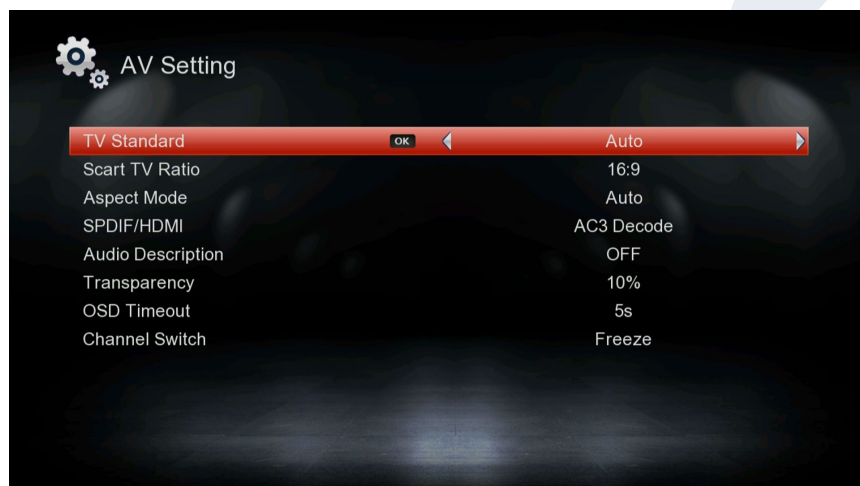 AV Setting
TV Standard OK Auto
Scart TV Ratio 16:9
Aspect Mode Auto
SPDIF/HDMI AC3 Decode
Audio Description OFF
Transparency 10%
OSD Timeout 5s
Channel Switch Freeze